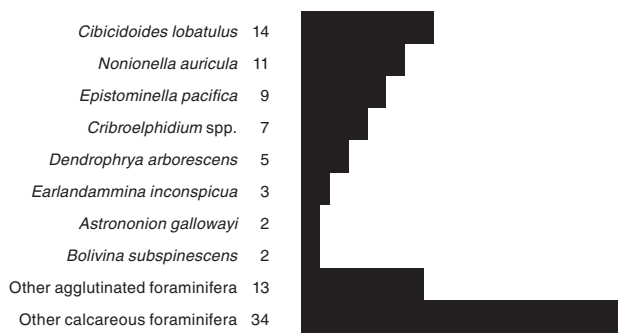 Cibicidoides lobatulus 14
Nonionella auricula 11
Epistominella pacifica 9
Cribroelphidium spp. 7
Dendrophrya arborescens 5
Earlandammina inconspicua 3
Astrononion gallowayi 2
Bolivina subspinescens 2
Other agglutinated foraminifera 13
Other calcareous foraminifera 34